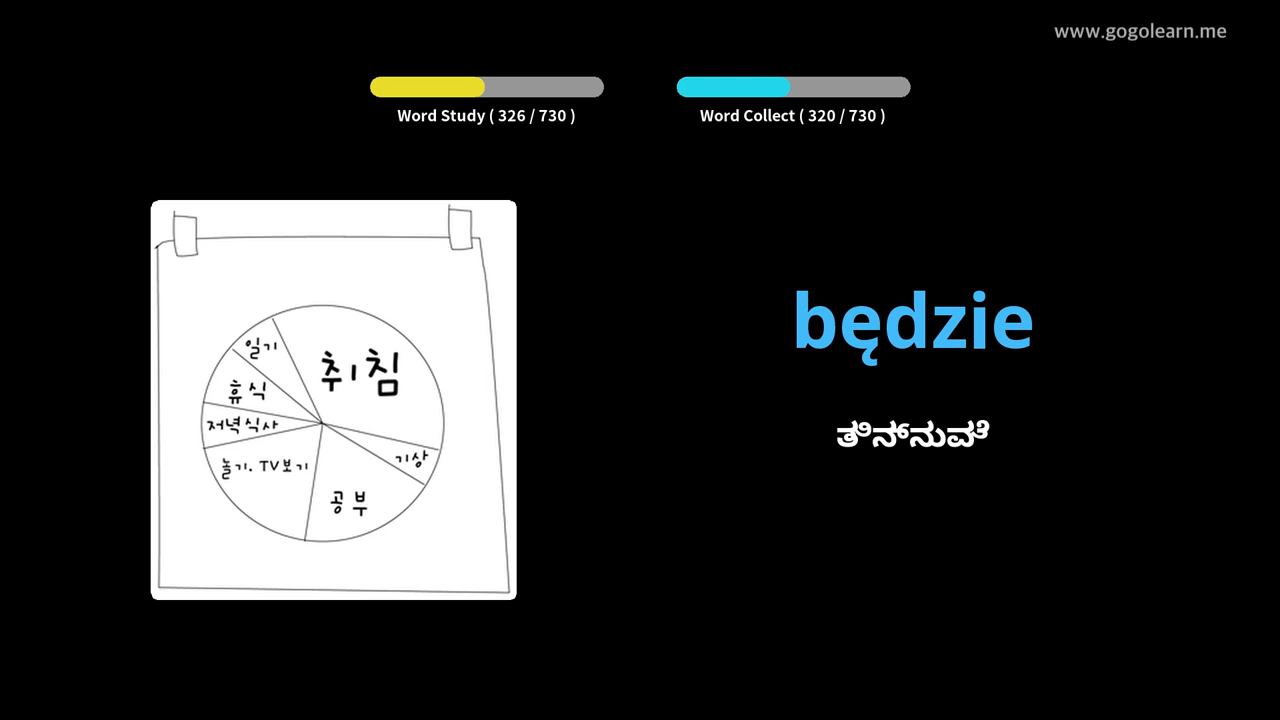 www.gogolearn.me
Word Study ( 326 / 730 )
Word Collect ( 320 / 730 )
일기
취침
휴식
저녁식사
기상
놀기. TV보기
공부
będzie
ತಿನ್ನುವೆ